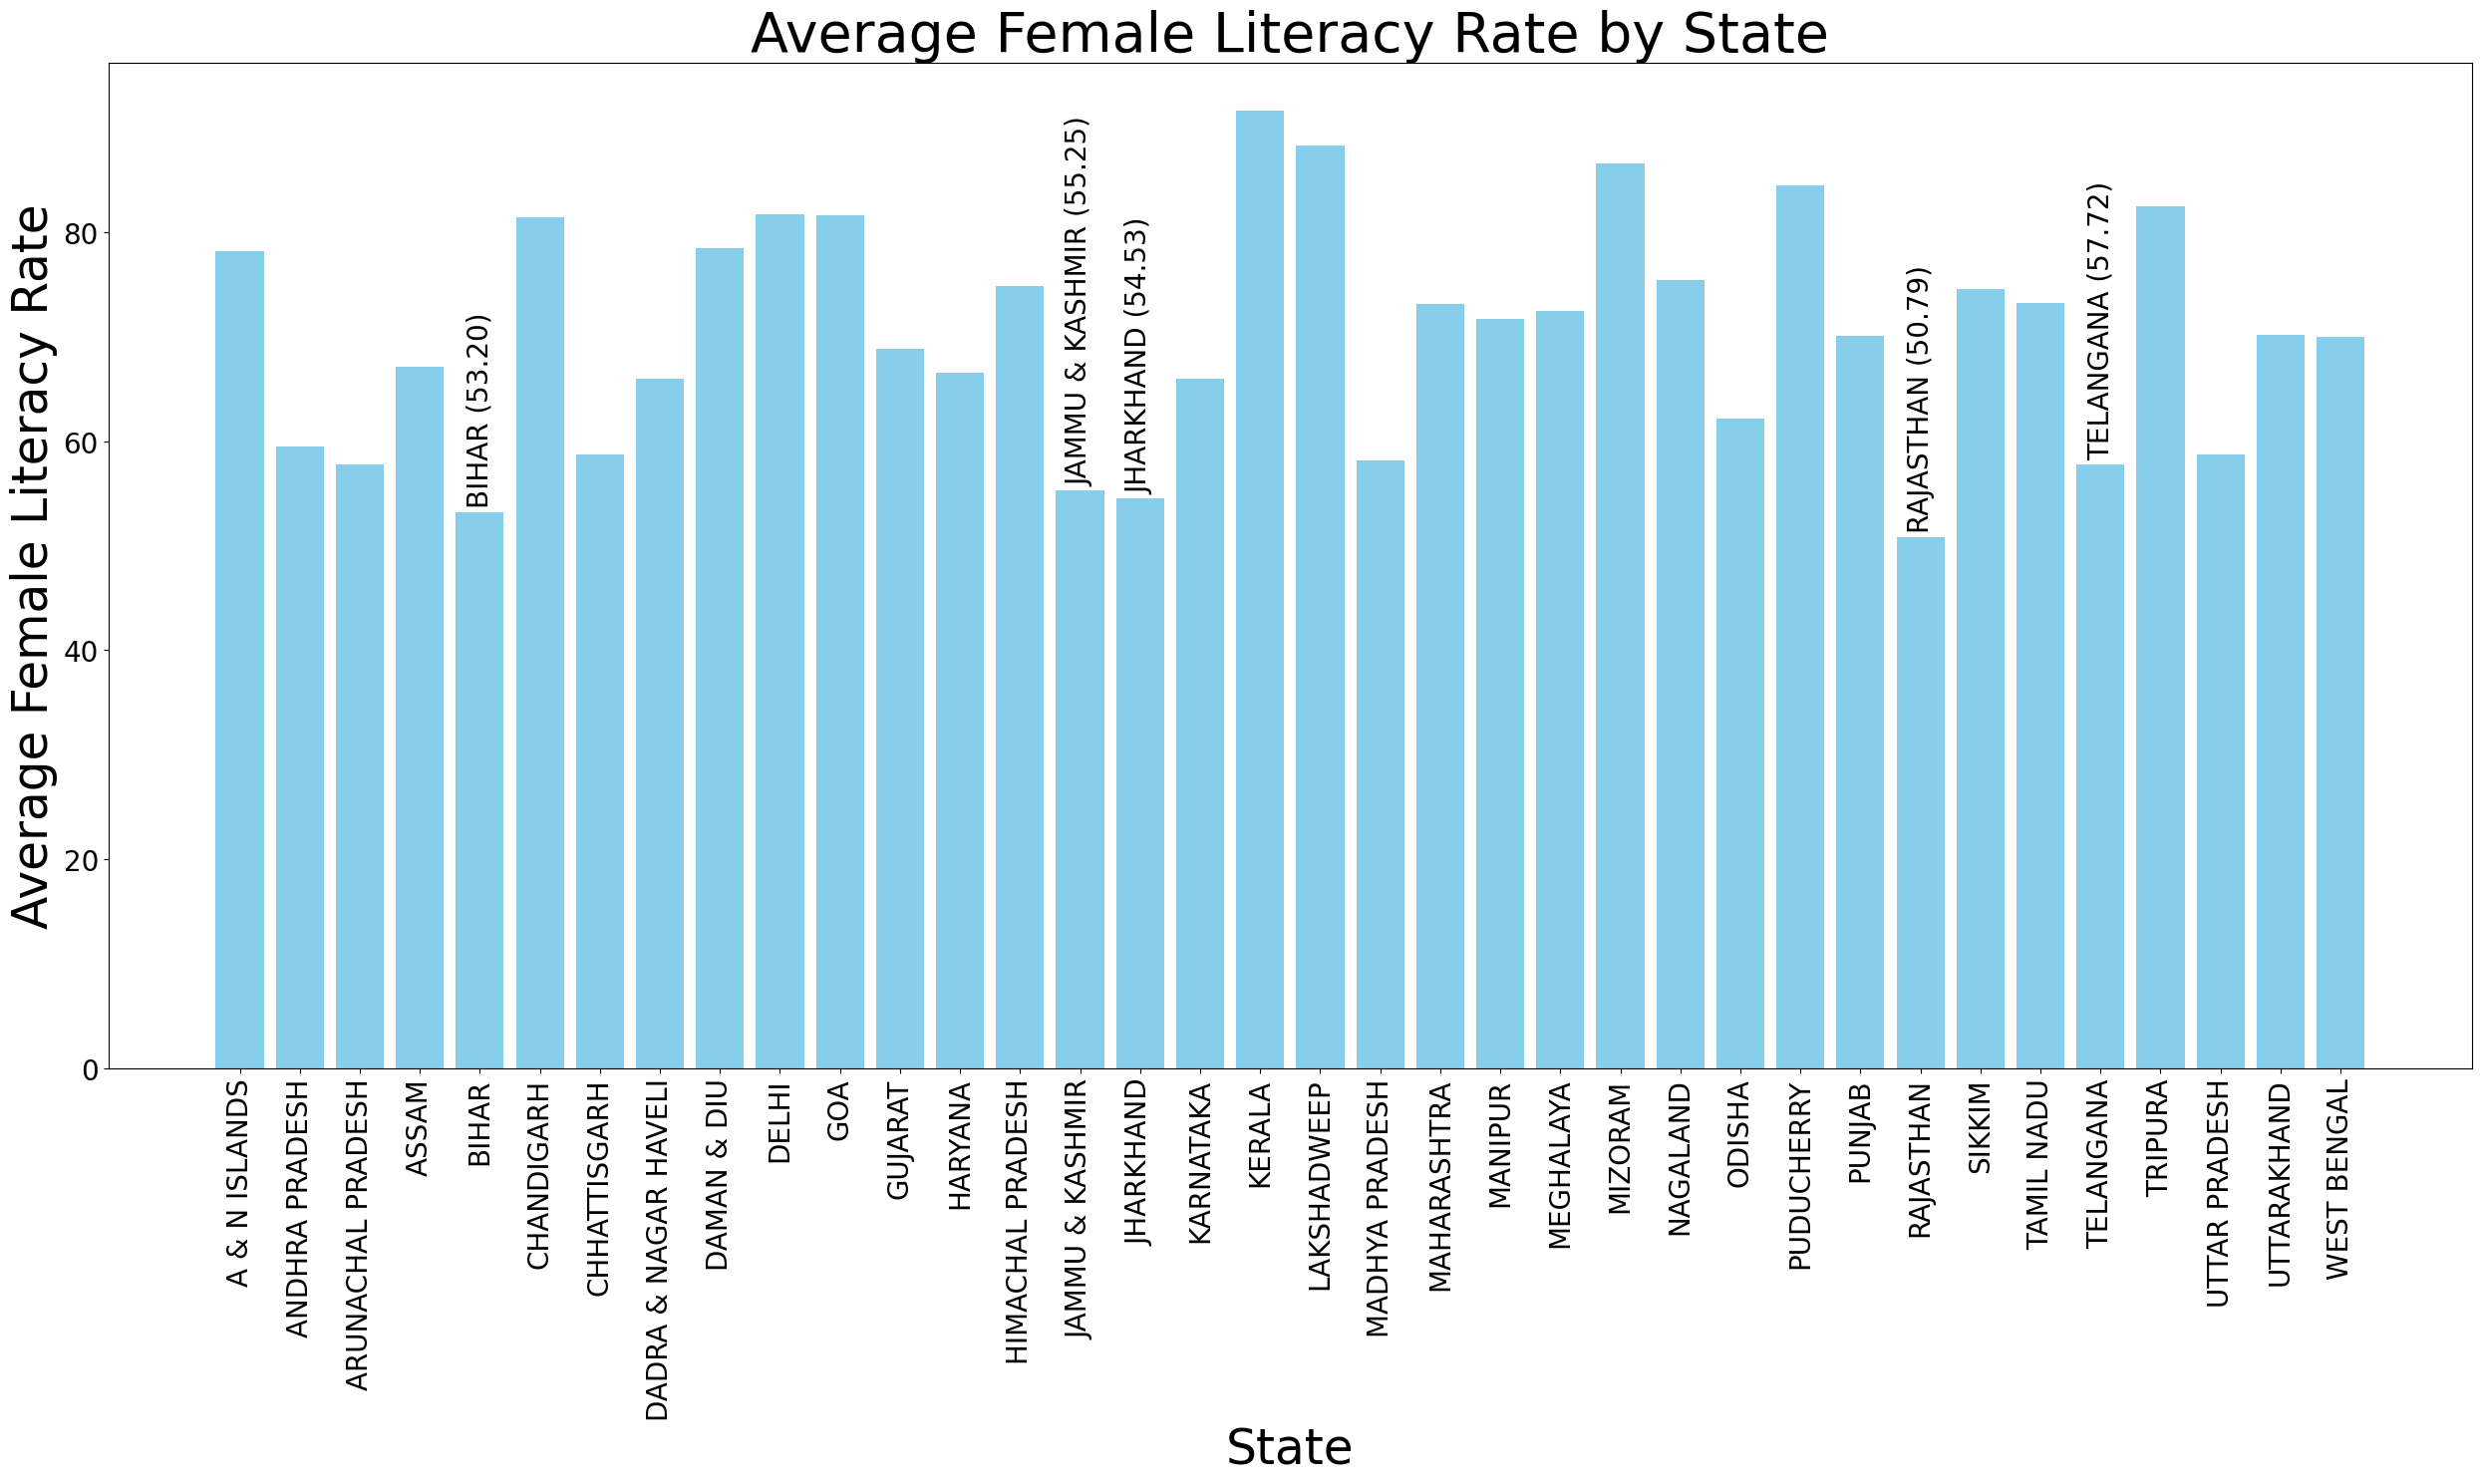 Average Female Literacy Rate by State
Average Female Literacy Rate
80
60
40
20
0
BIHAR (53.20)
JAMMU & KASHMIR (55.25)
JHARKHAND (54.53)
RAJASTHAN (50.79)
TELANGANA (57.72)
A & N ISLANDS
ANDHRA PRADESH
ARUNACHAL PRADESH
ASSAM
BIHAR
CHANDIGARH
CHHATTISGARH
DADRA & NAGAR HAVELI
DAMAN & DIU
DELHI
GOA
GUJARAT
HARYANA
HIMACHAL PRADESH
JAMMU & KASHMIR
JHARKHAND
KARNATAKA
KERALA
LAKSHADWEEP
MADHYA PRADESH
MAHARASHTRA
MANIPUR
MEGHALAYA
MIZORAM
NAGALAND
ODISHA
PUDUCHERRY
PUNJAB
RAJASTHAN
SIKKIM
TAMIL NADU
TELANGANA
TRIPURA
UTTAR PRADESH
UTTARAKHAND
WEST BENGAL
State